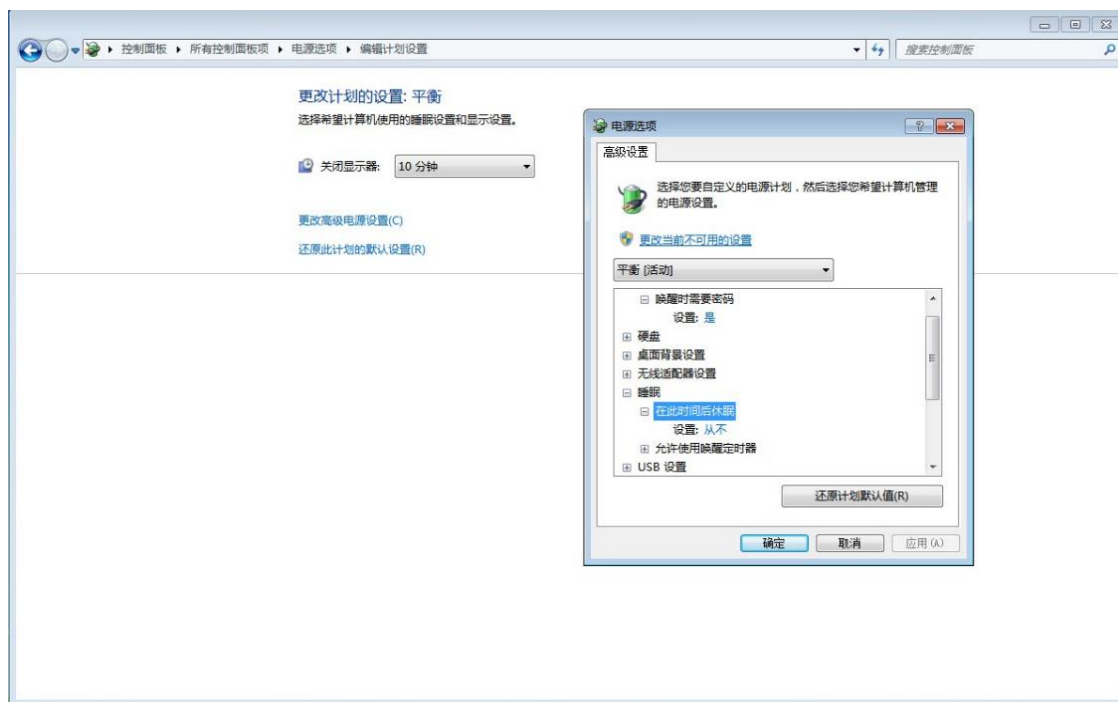 控制面板 ▸ 所有控制面板项 ▸ 电源选项 ▸ 编辑计划设置
搜索控制面板
更改计划的设置: 平衡
选择希望计算机使用的睡眠设置和显示设置。
关闭显示器:
10 分钟
更改高级电源设置(C)
还原此计划的默认设置(R)
电源选项
高级设置
选择您要自定义的电源计划，然后选择您希望计算机管理
的电源设置。
更改当前不可用的设置
平衡 [活动]
唤醒时需要密码
设置: 是
硬盘
桌面背景设置
无线适配器设置
睡眠
在此时间后休眠
设置: 从不
允许使用唤醒定时器
USB 设置
还原计划默认值(R)
确定
取消
应用(A)